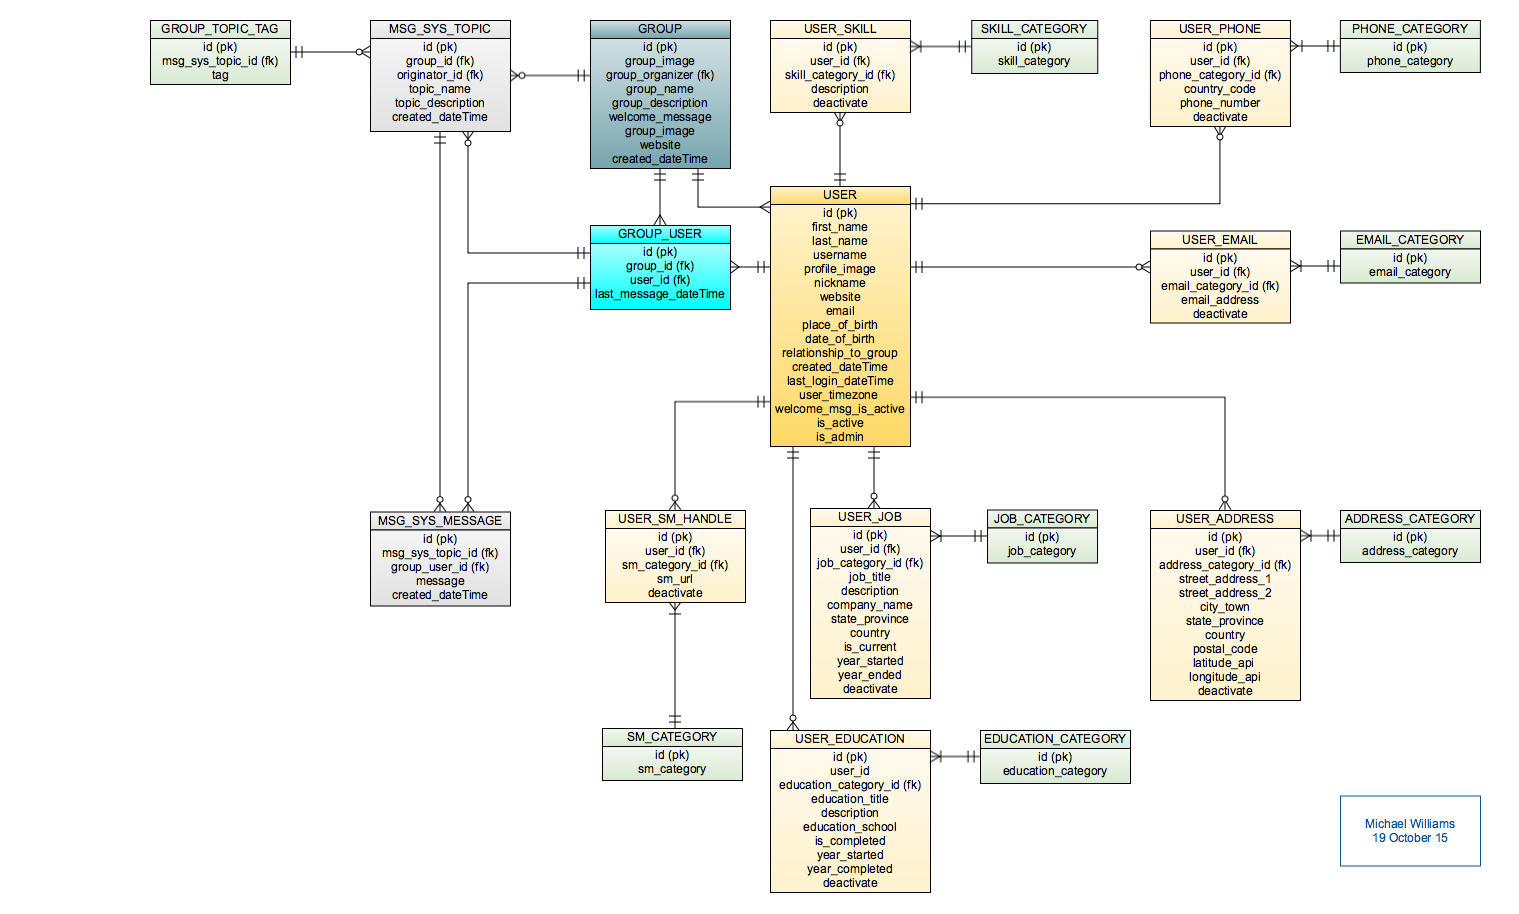 GROUP_TOPIC_TAG
id (pk)
msg_sys_topic_id (fk)
tag
MSG_SYS_TOPIC
id (pk)
group_id (fk)
originator_id (fk)
topic_name
topic_description
created_dateTime
GROUP
id (pk)
group_image
group_organizer (fk)
group_name
group_description
welcome_message
group_image
website
created_dateTime
USER_SKILL
id (pk)
user_id (fk)
skill_category_id (fk)
description
deactivate
SKILL_CATEGORY
id (pk)
skill_category
USER_PHONE
id (pk)
user_id (fk)
phone_category_id (fk)
country_code
phone_number
deactivate
PHONE_CATEGORY
id (pk)
phone_category
GROUP_USER
id (pk)
group_id (fk)
user_id (fk)
last_message_dateTime
USER
id (pk)
first_name
last_name
username
profile_image
nickname
website
email
place_of_birth
date_of_birth
relationship_to_group
created_dateTime
last_login_dateTime
user_timezone
welcome_msg_is_active
is_active
is_admin
USER_EMAIL
id (pk)
user_id (fk)
email_category_id (fk)
email_address
deactivate
EMAIL_CATEGORY
id (pk)
email_category
MSG_SYS_MESSAGE
id (pk)
msg_sys_topic_id (fk)
group_user_id (fk)
message
created_dateTime
USER_SM_HANDLE
id (pk)
user_id (fk)
sm_category_id (fk)
sm_url
deactivate
USER_JOB
id (pk)
user_id (fk)
job_category_id (fk)
job_title
description
company_name
state_province
country
is_current
year_started
year_ended
deactivate
JOB_CATEGORY
id (pk)
job_category
USER_ADDRESS
id (pk)
user_id (fk)
address_category_id (fk)
street_address_1
street_address_2
city_town
state_province
country
postal_code
latitude_api
longitude_api
deactivate
ADDRESS_CATEGORY
id (pk)
address_category
SM_CATEGORY
id (pk)
sm_category
USER_EDUCATION
id (pk)
user_id
education_category_id (fk)
education_title
description
education_school
is_completed
year_started
year_completed
deactivate
EDUCATION_CATEGORY
id (pk)
education_category
Michael Williams
19 October 15